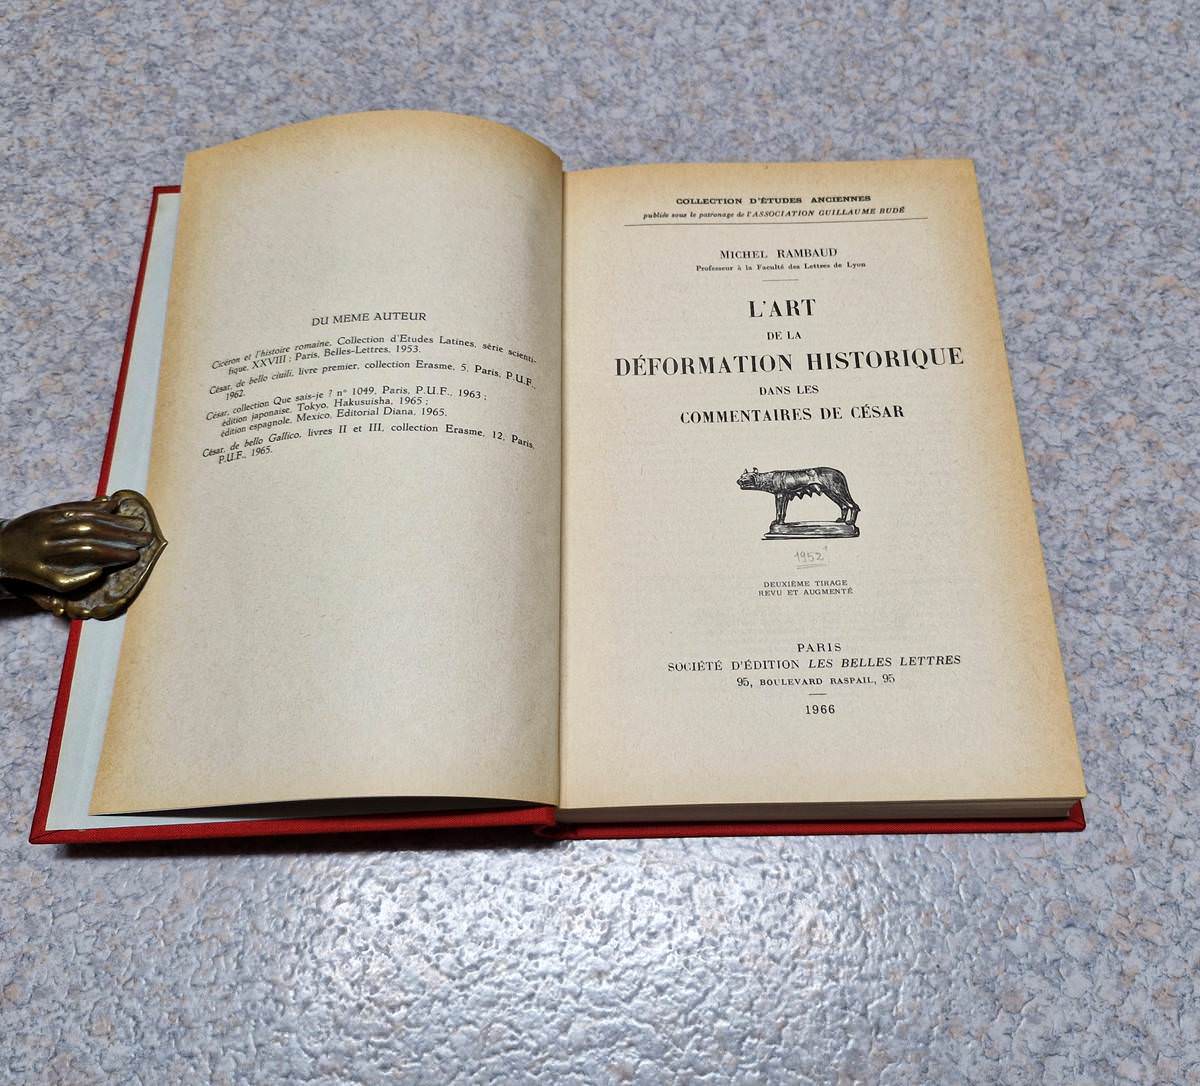 DU MEME AUTEUR
Cicéron et l'histoire romaine, Collection d'Etudes Latines, série scienti-
fique, XXVIII ; Paris, Belles-Lettres, 1953.
César, de bello ciuili, livre premier, collection Erasme, 5, Paris, P.U.F.,
1962.
César, collection Que sais-je ? n° 1049, Paris, P.U.F., 1963 ;
édition japonaise, Tokyo, Hakusuisha, 1965 ;
édition espagnole, Mexico, Editorial Diana, 1965.
César, de bello Gallico, livres II et III, collection Erasme, 12, Paris,
P.U.F., 1965.
COLLECTION D'ÉTUDES ANCIENNES
publiée sous le patronage de l'ASSOCIATION GUILLAUME BUDÉ
MICHEL RAMBAUD
Professeur à la Faculté des Lettres de Lyon
L'ART
DE LA
DÉFORMATION HISTORIQUE
DANS LES
COMMENTAIRES DE CÉSAR
1952¹
DEUXIÈME TIRAGE
REVU ET AUGMENTÉ
PARIS
SOCIÉTÉ D'ÉDITION LES BELLES LETTRES
95, BOULEVARD RASPAIL, 95
1966